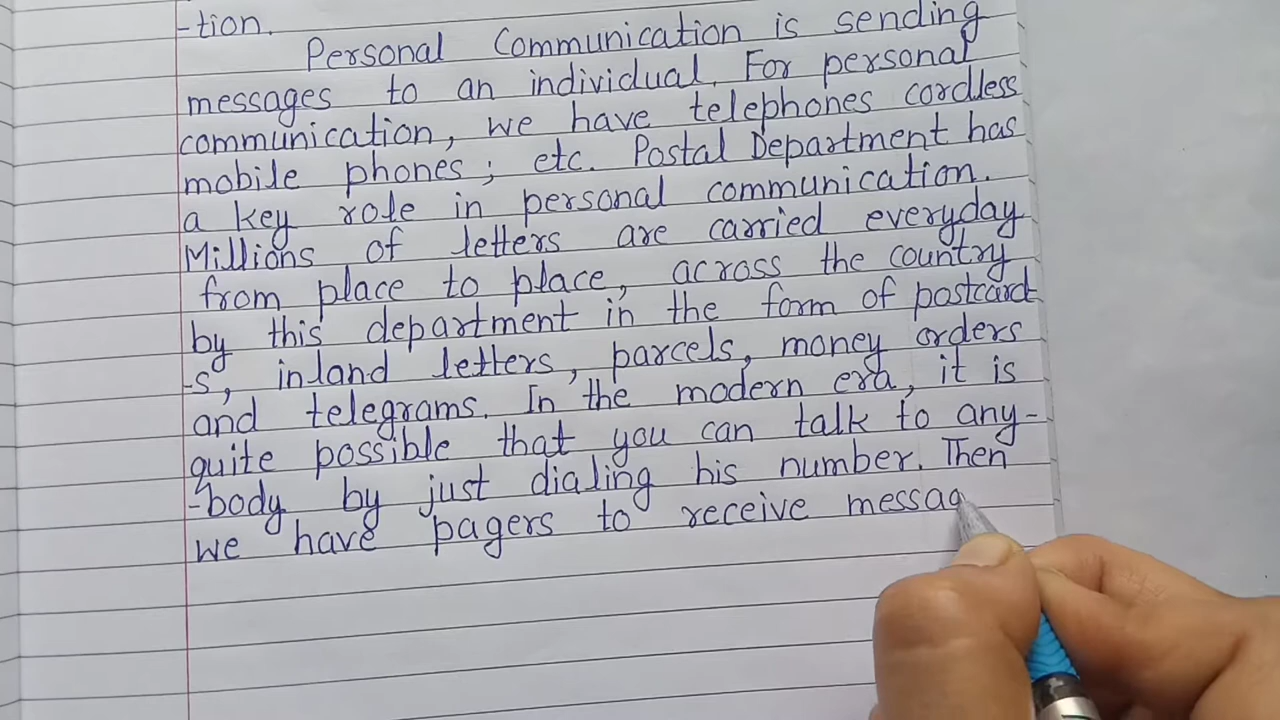 -tion.
Personal Communication is sending
messages to an individual. For personal
communication, we have telephones cordless
mobile phones; etc. Postal Department has
a key role in personal communication.
Millions of letters are carried everyday
from place to place, across the country
by this department in the form of postcard
-s, inland letters, parcels, money orders
and telegrams. In the modern era, it is
quite possible that you can talk to any-
-body by just dialing his number. Then
we have pagers to receive messag